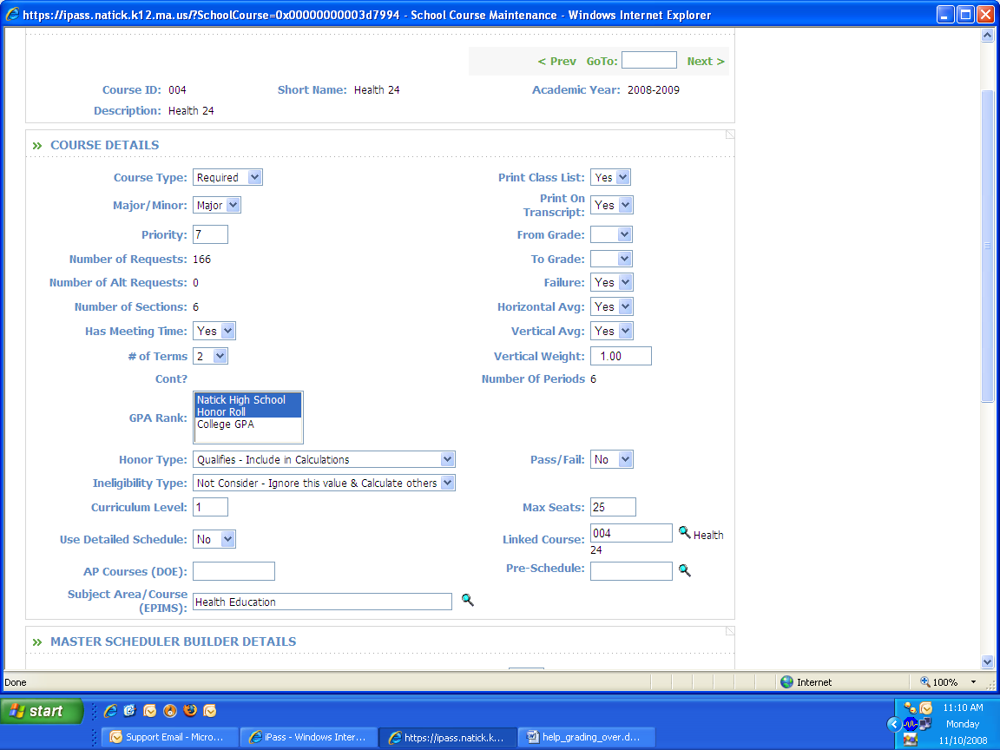 https://ipass.natick.k12.ma.us/?SchoolCourse=0x00000000003d7994 - School Course Maintenance - Windows Internet Explorer
< Prev GoTo: Next >
Course ID: 004 Short Name: Health 24 Academic Year: 2008-2009
Description: Health 24
» COURSE DETAILS
Course Type: Required Print Class List: Yes
Major/Minor: Major Print On Transcript: Yes
Priority: 7 From Grade:
Number of Requests: 166 To Grade:
Number of Alt Requests: 0 Failure: Yes
Number of Sections: 6 Horizontal Avg: Yes
Has Meeting Time: Yes Vertical Avg: Yes
# of Terms 2 Vertical Weight: 1.00
Cont? Number Of Periods 6
GPA Rank: Natick High School
Honor Roll
College GPA
Honor Type: Qualifies - Include in Calculations Pass/Fail: No
Ineligibility Type: Not Consider - Ignore this value & Calculate others
Curriculum Level: 1 Max Seats: 25
Use Detailed Schedule: No Linked Course: 004 Health
24
AP Courses (DOE): Pre-Schedule:
Subject Area/Course
(EPIMS): Health Education
» MASTER SCHEDULER BUILDER DETAILS
Done Internet 100%
start 11:10 AM
Monday
Support Email - Micro... iPass - Windows Inter... https://ipass.natick.k... help_grading_over.d... 11/10/2008